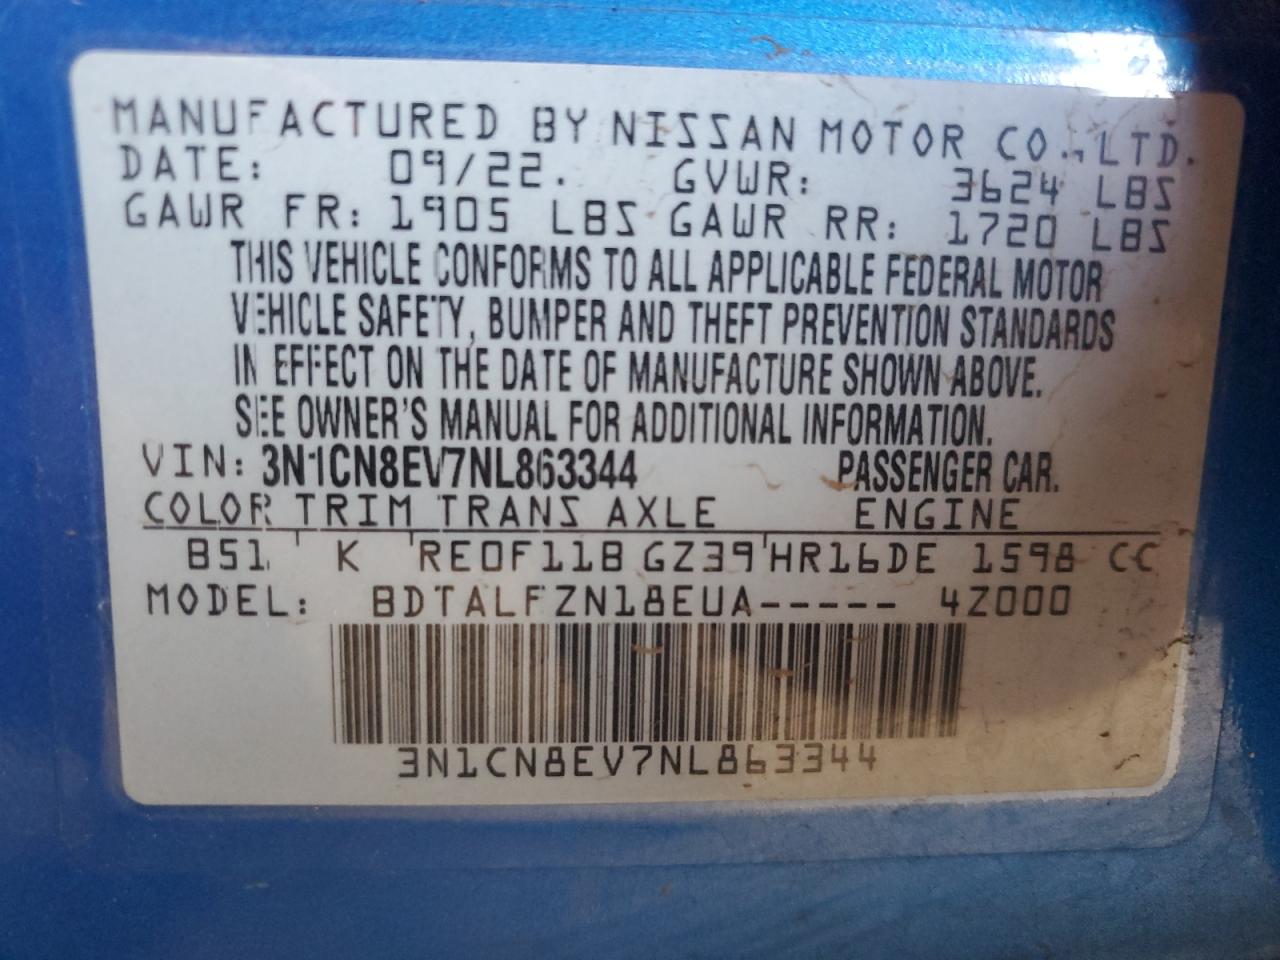 MANUFACTURED BY NISSAN MOTOR CO., LTD.
DATE: 09/22. GVWR: 3624 LBS
GAWR FR: 1905 LBS GAWR RR: 1720 LBS
THIS VEHICLE CONFORMS TO ALL APPLICABLE FEDERAL MOTOR
VEHICLE SAFETY, BUMPER AND THEFT PREVENTION STANDARDS
IN EFFECT ON THE DATE OF MANUFACTURE SHOWN ABOVE.
SEE OWNER'S MANUAL FOR ADDITIONAL INFORMATION.
VIN: 3N1CN8EV7NL863344 PASSENGER CAR.
COLOR TRIM TRANS AXLE ENGINE
B51 K RE0F11B GZ39 HR16DE 1598 CC
MODEL: BDTALFZN18EUA----- 4Z000
3N1CN8EV7NL863344